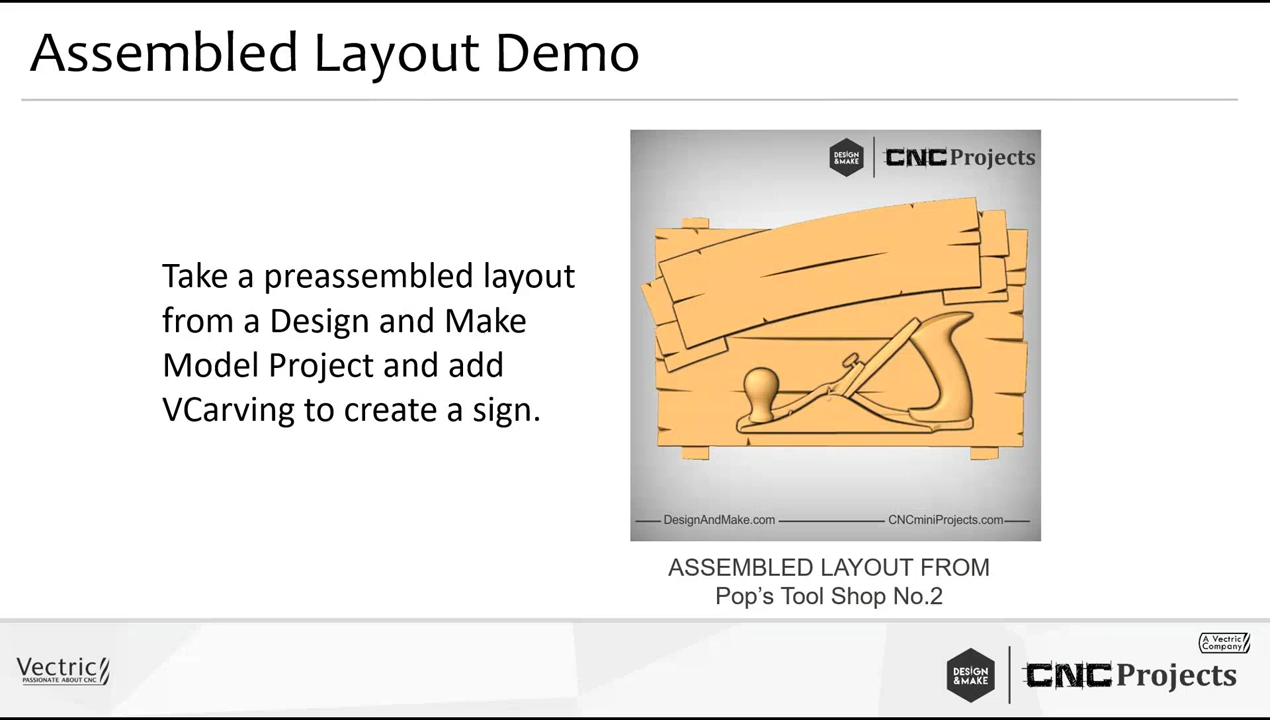 Assembled Layout Demo
Take a preassembled layout
from a Design and Make
Model Project and add
VCarving to create a sign.
DESIGN
&MAKE
CNC Projects
DesignAndMake.com
CNCminiProjects.com
ASSEMBLED LAYOUT FROM
Pop's Tool Shop No.2
Vectric
PASSIONATE ABOUT CNC
DESIGN
&MAKE
CNC Projects
A Vectric
Company